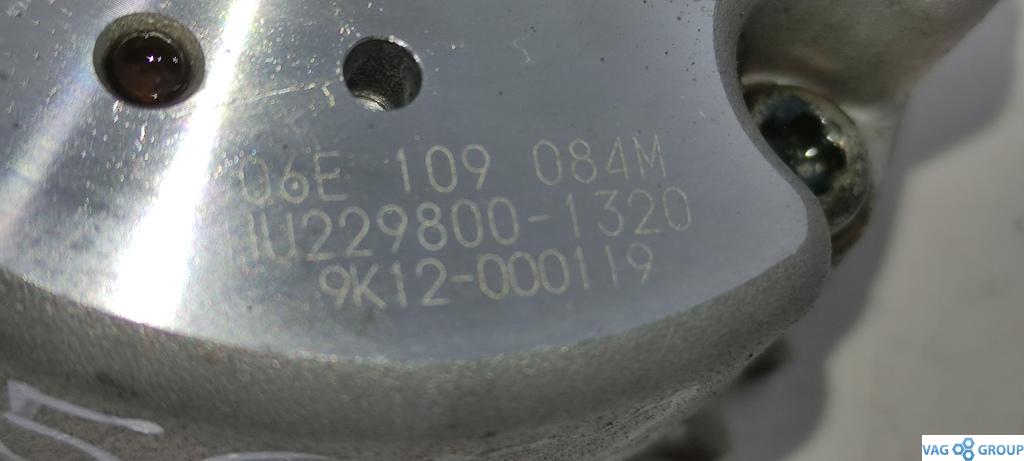 06E 109 084M
HU229800-1320
9K12-000119
VAG GROUP